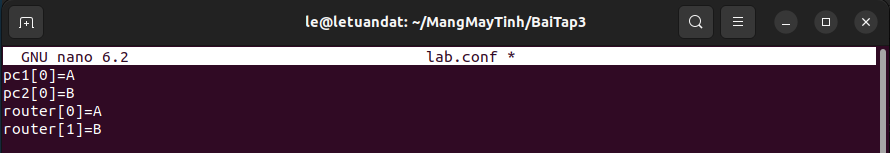 le@letuandat: ~/MangMayTinh/BaiTap3
GNU nano 6.2 lab.conf *
pc1[0]=A
pc2[0]=B
router[0]=A
router[1]=B